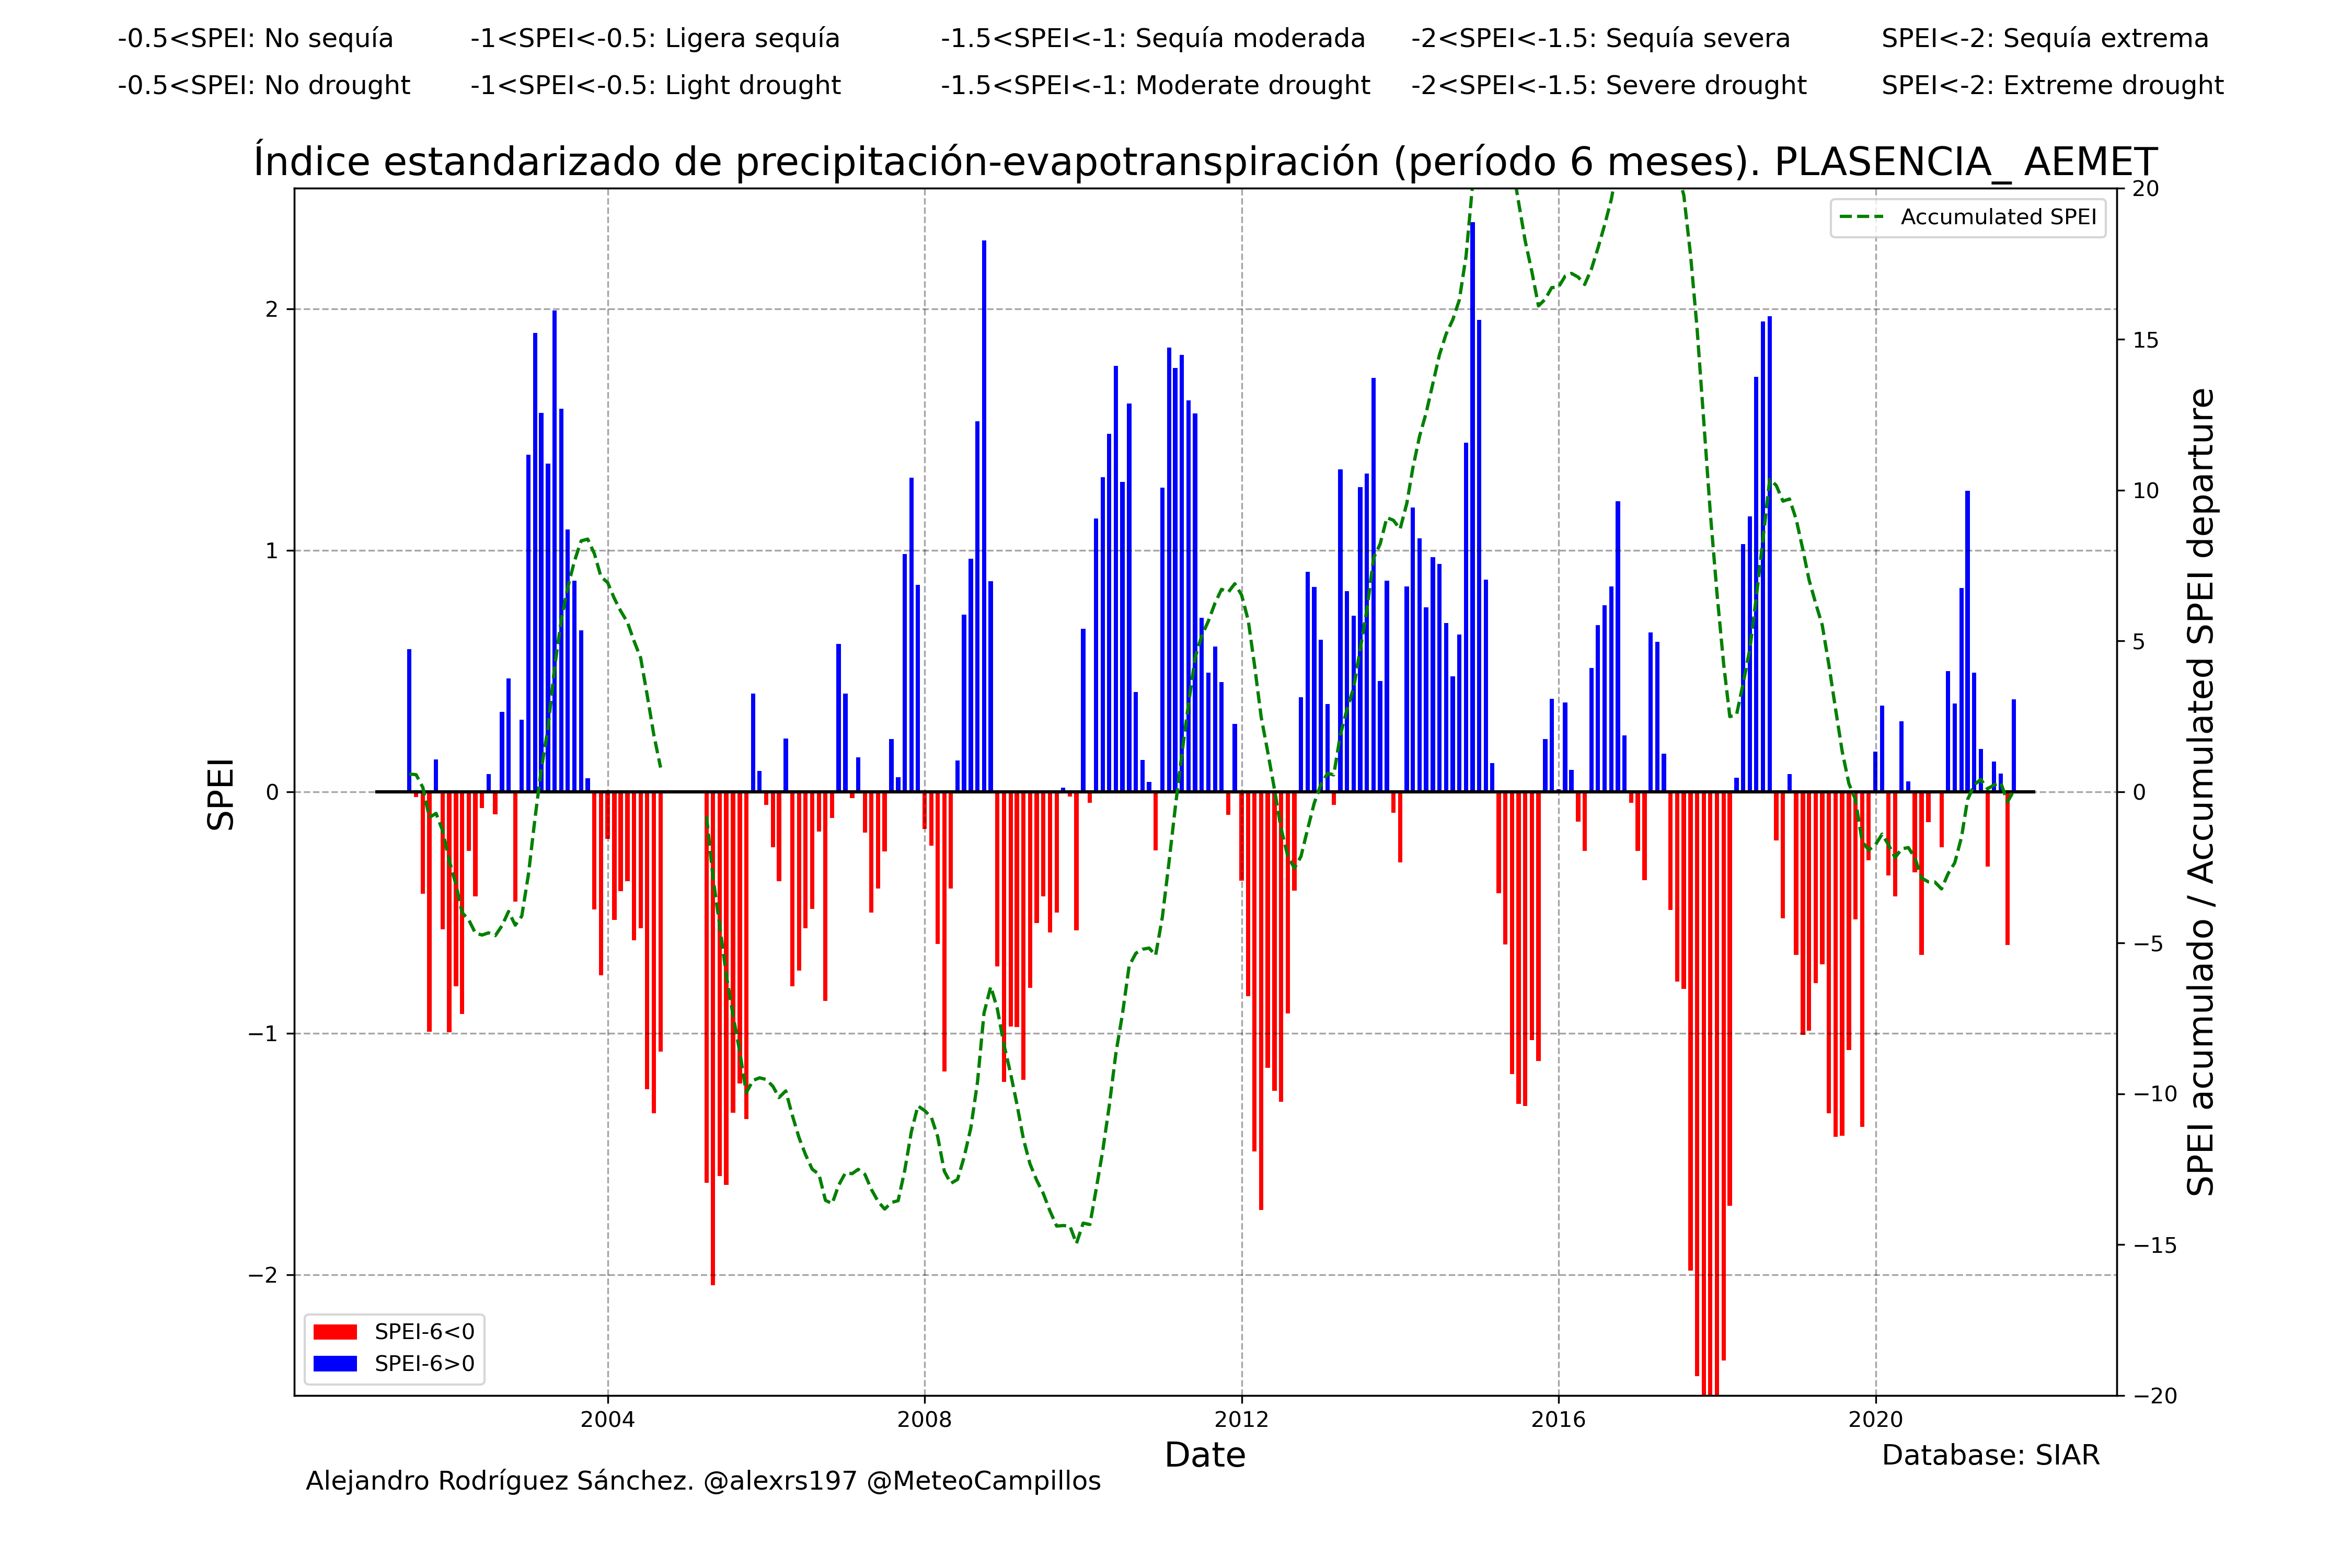 -0.5<SPEI: No sequía -1<SPEI<-0.5: Ligera sequía -1.5<SPEI<-1: Sequía moderada -2<SPEI<-1.5: Sequía severa SPEI<-2: Sequía extrema
-0.5<SPEI: No drought -1<SPEI<-0.5: Light drought -1.5<SPEI<-1: Moderate drought -2<SPEI<-1.5: Severe drought SPEI<-2: Extreme drought
Índice estandarizado de precipitación-evapotranspiración (período 6 meses). PLASENCIA_ AEMET
Accumulated SPEI
SPEI
2
1
0
−1
−2
20
15
10
5
0
−5
−10
−15
−20
SPEI acumulado / Accumulated SPEI departure
SPEI-6<0
SPEI-6>0
2004 2008 2012 2016 2020
Date
Database: SIAR
Alejandro Rodríguez Sánchez. @alexrs197 @MeteoCampillos